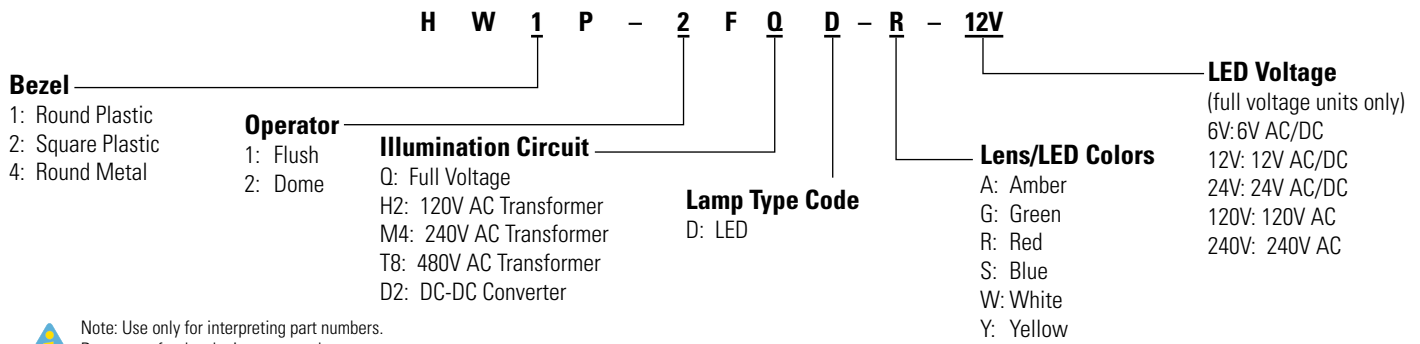 H W 1 P – 2 F Q D – R – 12V
Bezel
1: Round Plastic
2: Square Plastic
4: Round Metal
Operator
1: Flush
2: Dome
Illumination Circuit
Q: Full Voltage
H2: 120V AC Transformer
M4: 240V AC Transformer
T8: 480V AC Transformer
D2: DC-DC Converter
Lamp Type Code
D: LED
Lens/LED Colors
A: Amber
G: Green
R: Red
S: Blue
W: White
Y: Yellow
LED Voltage
(full voltage units only)
6V: 6V AC/DC
12V: 12V AC/DC
24V: 24V AC/DC
120V: 120V AC
240V: 240V AC
Note: Use only for interpreting part numbers.